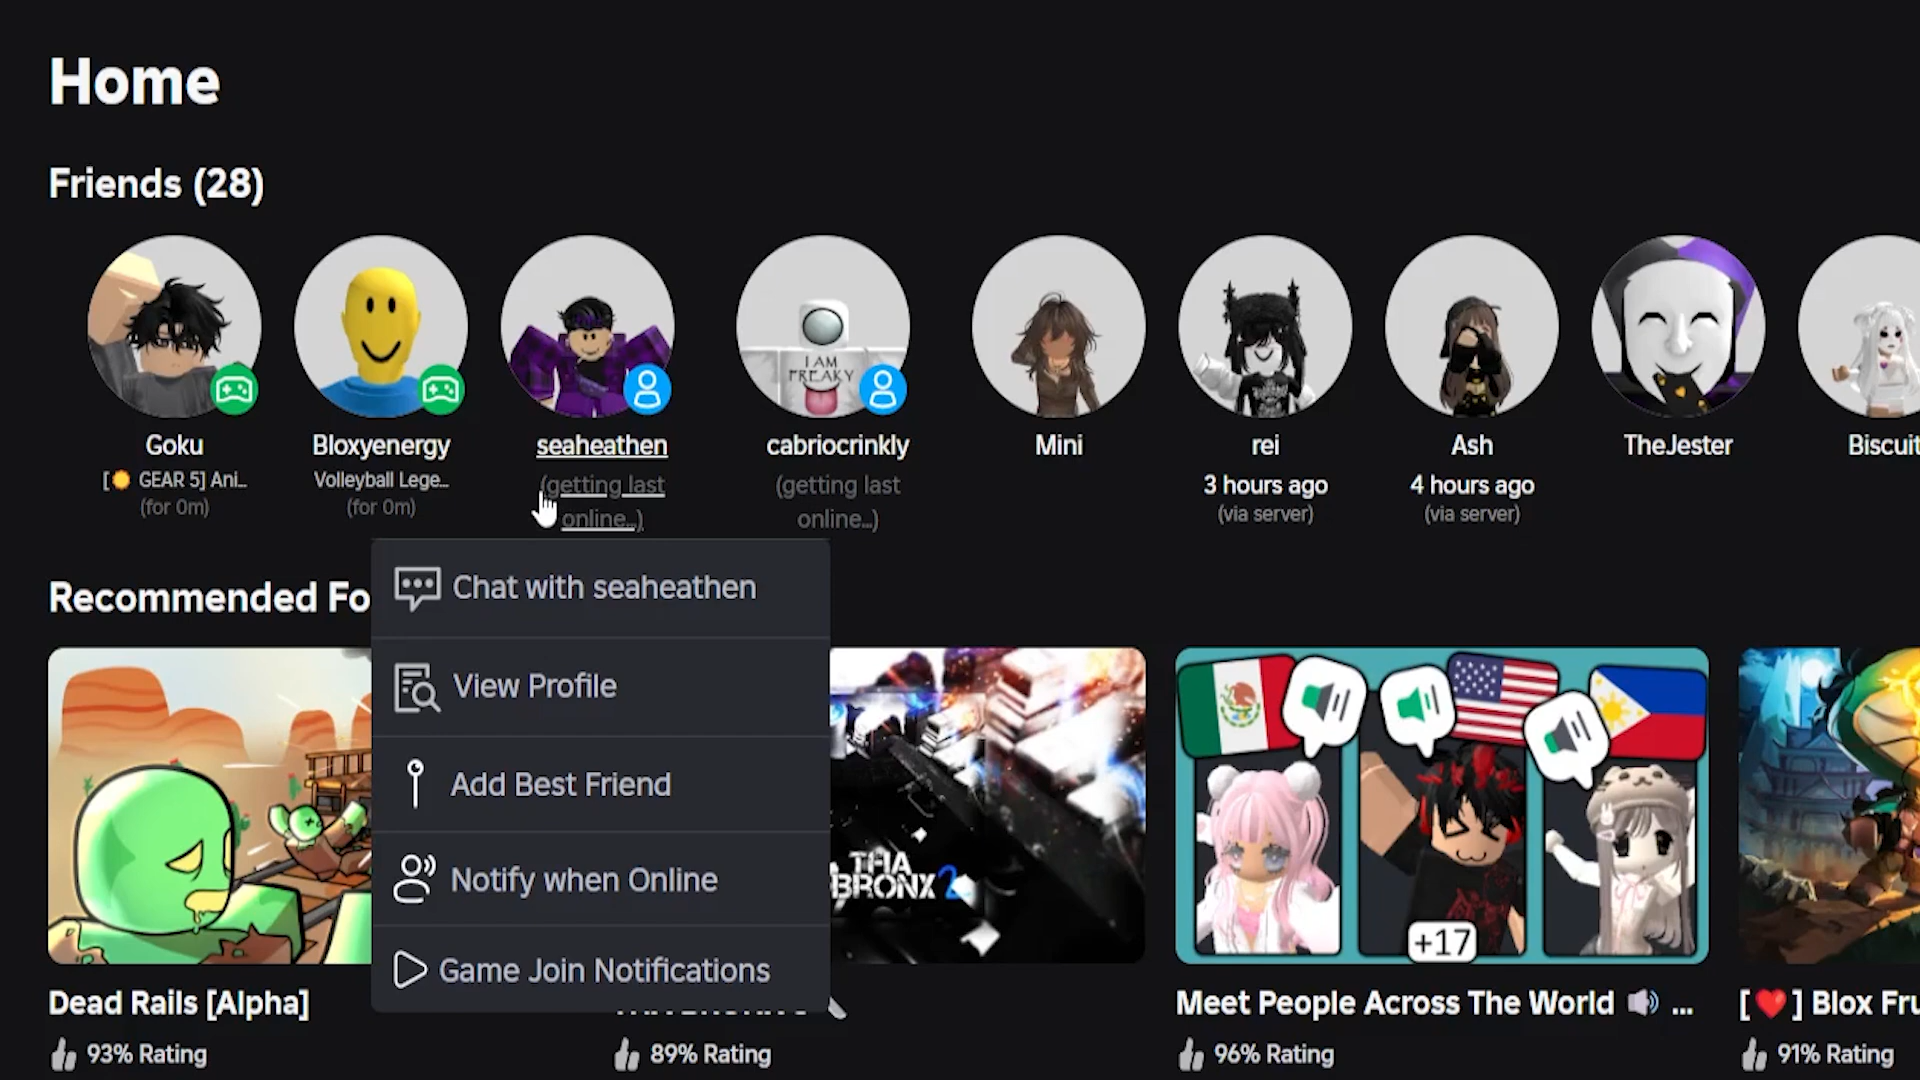 Home
Friends (28)
Goku
[ GEAR 5] Ani...
(for 0m)
Bloxyenergy
Volleyball Lege...
(for 0m)
seaheathen
(getting last
online...)
I AM
FREAKY
cabriocrinkly
(getting last
online...)
Mini
rei
3 hours ago
(via server)
Ash
4 hours ago
(via server)
TheJester
Biscuit
Chat with seaheathen
View Profile
Add Best Friend
Notify when Online
Game Join Notifications
Recommended Fo
THA
BRONX 2
+17
Dead Rails [Alpha]
93% Rating
89% Rating
Meet People Across The World 🔊 ...
96% Rating
[❤️] Blox Fru
91% Rating